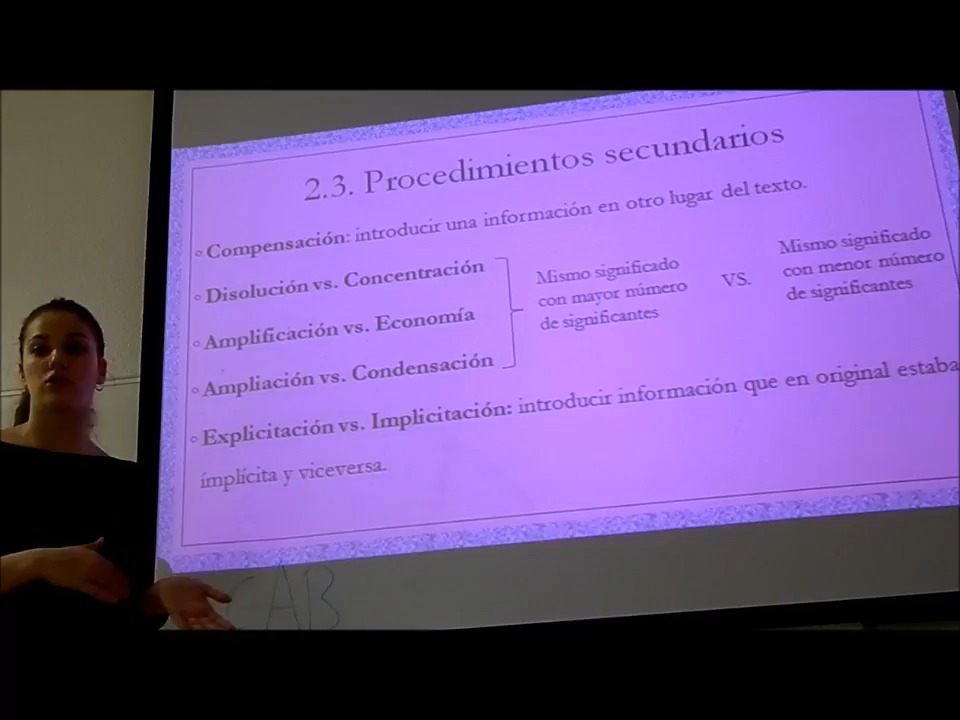 2.3. Procedimientos secundarios
◦ Compensación: introducir una información en otro lugar del texto.
◦ Disolución vs. Concentración
◦ Amplificación vs. Economía
◦ Ampliación vs. Condensación
Mismo significado
con mayor número
de significantes
VS.
Mismo significado
con menor número
de significantes
◦ Explicitación vs. Implicitación: introducir información que en original estaba
ímplícita y viceversa.
CAB